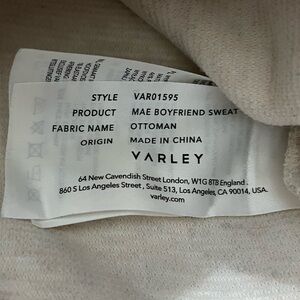 STYLE VAR01595
PRODUCT MAE BOYFRIEND SWEAT
FABRIC NAME OTTOMAN
ORIGIN MADE IN CHINA
VARLEY
64 New Cavendish Street London, W1G 8TB England.
860 S Los Angeles Street, Suite 513, Los Angeles, CA 90014, USA.
varley.com